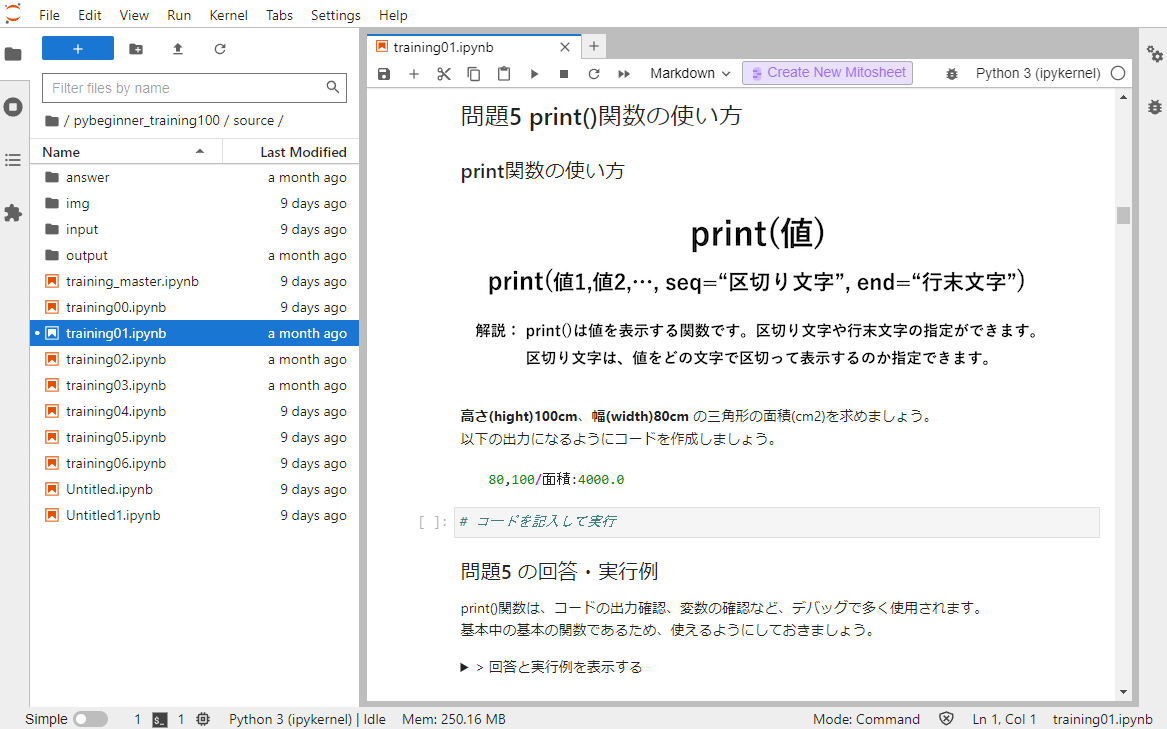 File Edit View Run Kernel Tabs Settings Help
+
Filter files by name
/ pybeginner_training100 / source /
Name Last Modified
answer a month ago
img 9 days ago
input 9 days ago
output a month ago
training_master.ipynb 9 days ago
training00.ipynb 9 days ago
training01.ipynb a month ago
training02.ipynb a month ago
training03.ipynb a month ago
training04.ipynb 9 days ago
training05.ipynb 9 days ago
training06.ipynb 9 days ago
Untitled.ipynb 9 days ago
Untitled1.ipynb 9 days ago
training01.ipynb
Markdown Create New Mitosheet Python 3 (ipykernel)
問題5 print()関数の使い方
print関数の使い方
print(値)
print(値1,値2,…, seq=“区切り文字”, end=“行末文字”)
解説： print()は値を表示する関数です。区切り文字や行末文字の指定ができます。
区切り文字は、値をどの文字で区切って表示するのか指定できます。
高さ(hight)100cm、幅(width)80cm の三角形の面積(cm2)を求めましょう。
以下の出力になるようにコードを作成しましょう。
80,100/面積:4000.0
[ ]: # コードを記入して実行
問題5 の回答・実行例
print()関数は、コードの出力確認、変数の確認など、デバッグで多く使用されます。
基本中の基本の関数であるため、使えるようにしておきましょう。
▶ > 回答と実行例を表示する
Simple 1 $_ 1 Python 3 (ipykernel) | Idle Mem: 250.16 MB Mode: Command Ln 1, Col 1 training01.ipynb